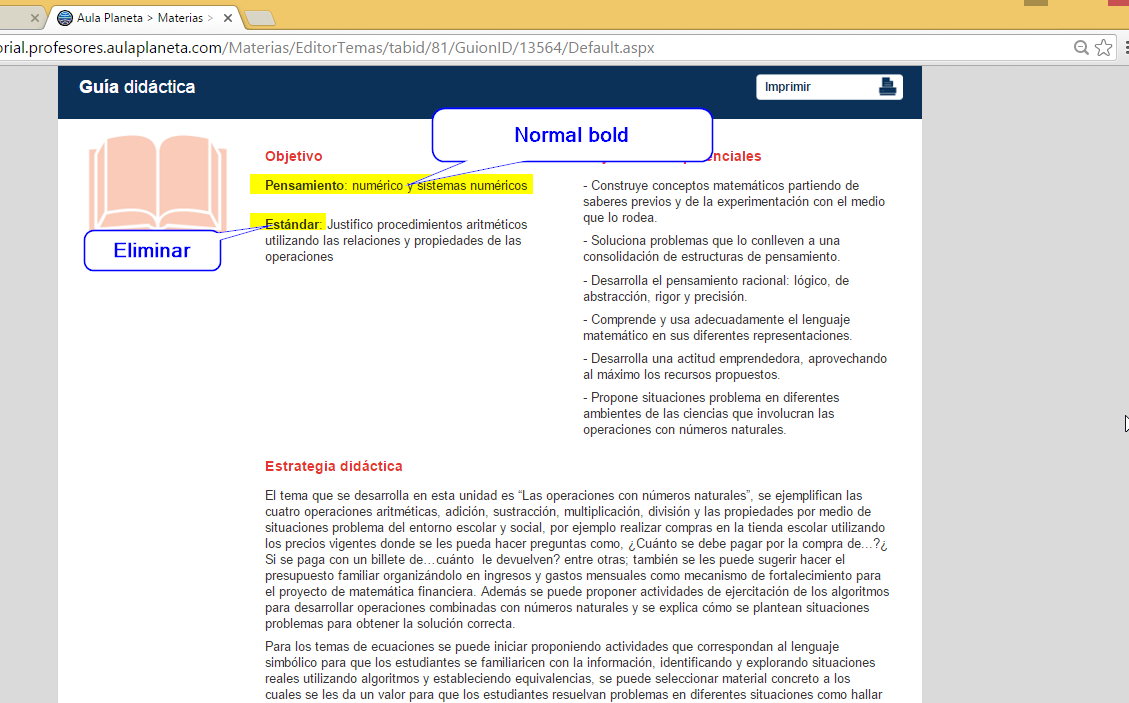 Aula Planeta > Materias >
orial.profesores.aulaplaneta.com/Materias/EditorTemas/tabid/81/GuionID/13564/Default.aspx
Guía didáctica
Imprimir
Normal bold
Objetivo
Pensamiento: numérico y sistemas numéricos
Estándar: Justifico procedimientos aritméticos
utilizando las relaciones y propiedades de las
operaciones
Eliminar
enciales
- Construye conceptos matemáticos partiendo de
saberes previos y de la experimentación con el medio
que lo rodea.
- Soluciona problemas que lo conlleven a una
consolidación de estructuras de pensamiento.
- Desarrolla el pensamiento racional: lógico, de
abstracción, rigor y precisión.
- Comprende y usa adecuadamente el lenguaje
matemático en sus diferentes representaciones.
- Desarrolla una actitud emprendedora, aprovechando
al máximo los recursos propuestos.
- Propone situaciones problema en diferentes
ambientes de las ciencias que involucran las
operaciones con números naturales.
Estrategia didáctica
El tema que se desarrolla en esta unidad es “Las operaciones con números naturales”, se ejemplifican las
cuatro operaciones aritméticas, adición, sustracción, multiplicación, división y las propiedades por medio de
situaciones problema del entorno escolar y social, por ejemplo realizar compras en la tienda escolar utilizando
los precios vigentes donde se les pueda hacer preguntas como, ¿Cuánto se debe pagar por la compra de...?¿
Si se paga con un billete de…cuánto  le devuelven? entre otras; también se les puede sugerir hacer el
presupuesto familiar organizándolo en ingresos y gastos mensuales como mecanismo de fortalecimiento para
el proyecto de matemática financiera. Además se puede proponer actividades de ejercitación de los algoritmos
para desarrollar operaciones combinadas con números naturales y se explica cómo se plantean situaciones
problemas para obtener la solución correcta.
Para los temas de ecuaciones se puede iniciar proponiendo actividades que correspondan al lenguaje
simbólico para que los estudiantes se familiaricen con la información, identificando y explorando situaciones
reales utilizando algoritmos y estableciendo equivalencias, se puede seleccionar material concreto a los
cuales se les da un valor para que los estudiantes resuelvan problemas en diferentes situaciones como hallar